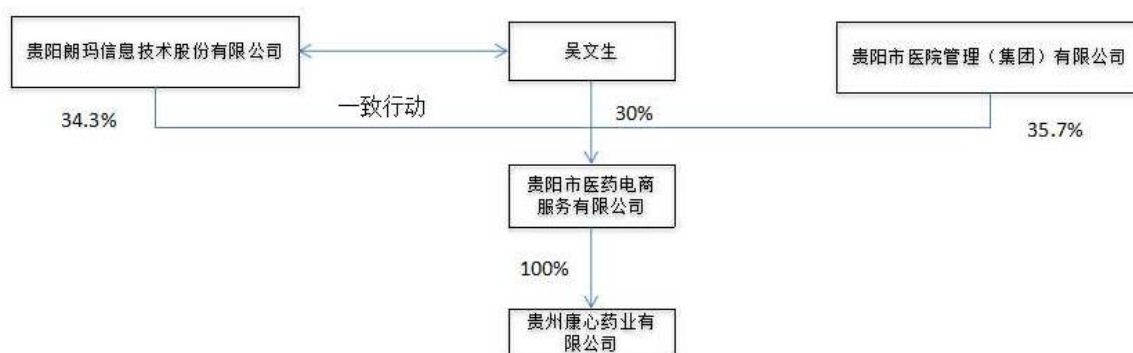 贵阳朗玛信息技术股份有限公司
吴文生
贵阳市医院管理（集团）有限公司
一致行动
34.3%
30%
35.7%
贵阳市医药电商
服务有限公司
100%
贵州康心药业有
限公司